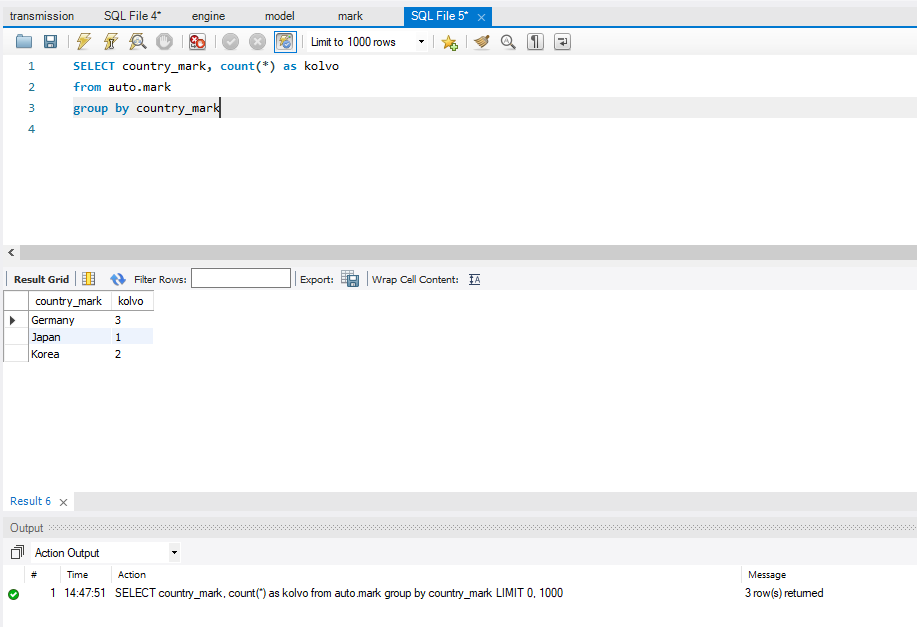 transmission SQL File 4* engine model mark SQL File 5*
Limit to 1000 rows
1 SELECT country_mark, count(*) as kolvo
2 from auto.mark
3 group by country_mark
4
Result Grid Filter Rows: Export: Wrap Cell Content:
country_mark kolvo
Germany 3
Japan 1
Korea 2
Result 6
Output
Action Output
# Time Action Message
1 14:47:51 SELECT country_mark, count(*) as kolvo from auto.mark group by country_mark LIMIT 0, 1000 3 row(s) returned